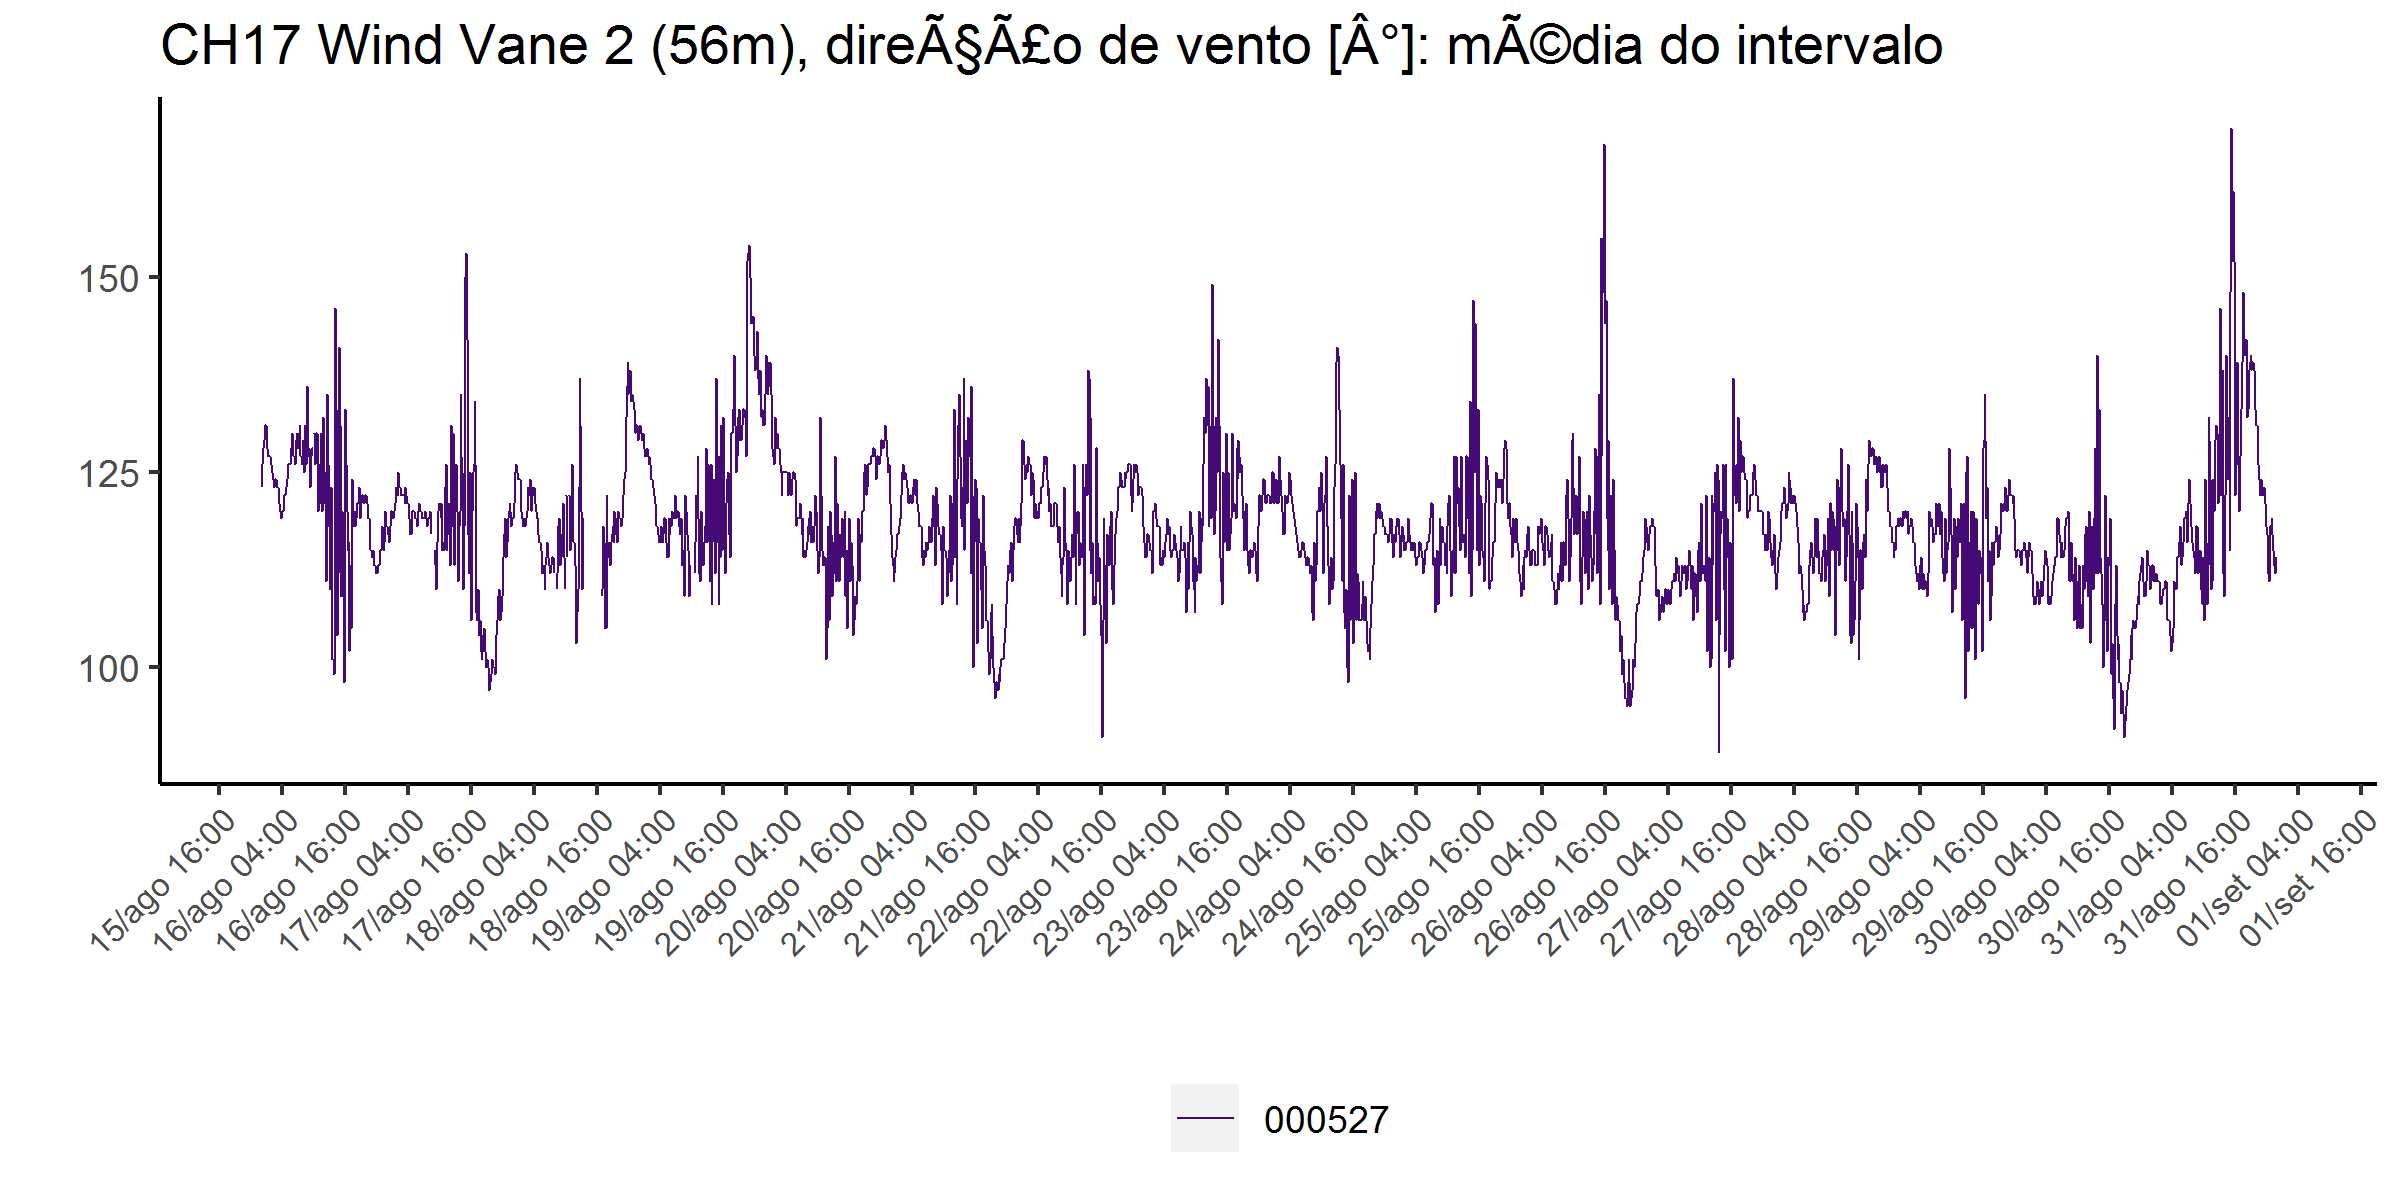 CH17 Wind Vane 2 (56m), direÃ§Ã£o de vento [Â°]: mÃ©dia do intervalo
150
125
100
15/ago 16:00
16/ago 04:00
16/ago 16:00
17/ago 04:00
17/ago 16:00
18/ago 04:00
18/ago 16:00
19/ago 04:00
19/ago 16:00
20/ago 04:00
20/ago 16:00
21/ago 04:00
21/ago 16:00
22/ago 04:00
22/ago 16:00
23/ago 04:00
23/ago 16:00
24/ago 04:00
24/ago 16:00
25/ago 04:00
25/ago 16:00
26/ago 04:00
26/ago 16:00
27/ago 04:00
27/ago 16:00
28/ago 04:00
28/ago 16:00
29/ago 04:00
29/ago 16:00
30/ago 04:00
30/ago 16:00
31/ago 04:00
31/ago 16:00
01/set 04:00
01/set 16:00
000527